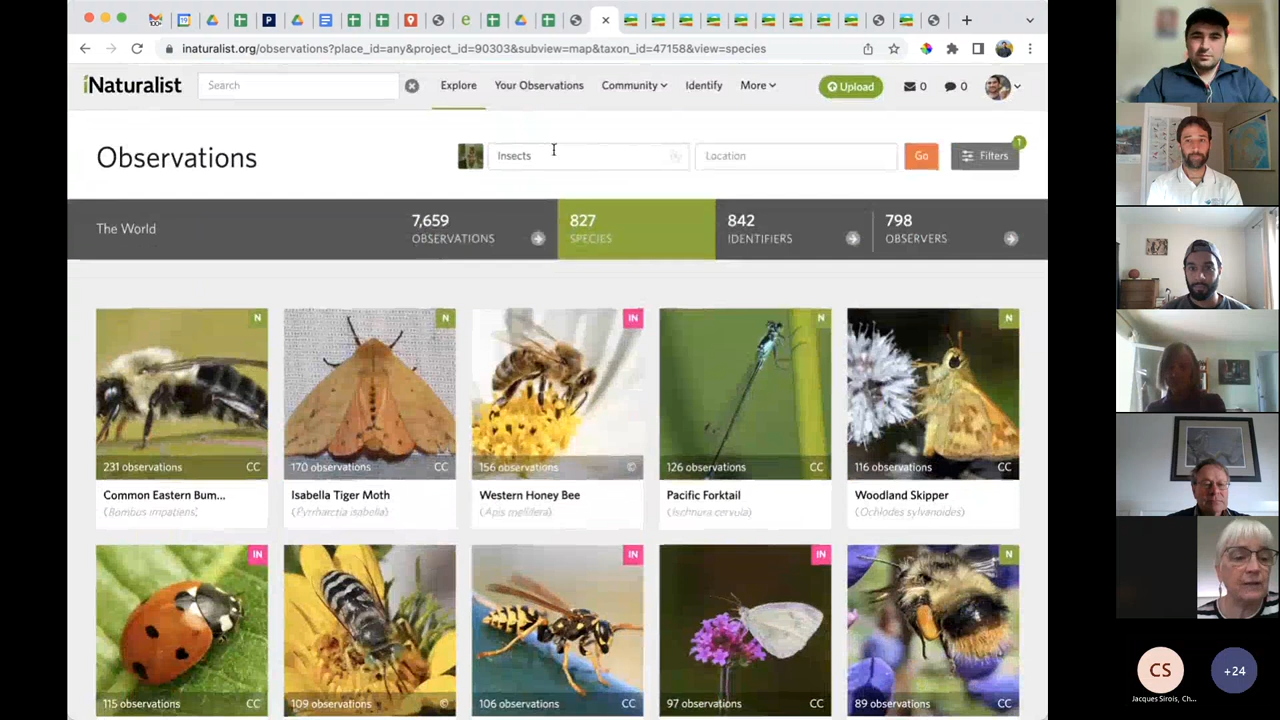 inaturalist.org/observations?place_id=any&project_id=90303&subview=map&taxon_id=47158&view=species
iNaturalist
Search
Explore
Your Observations
Community
Identify
More
Upload
0
0
Observations
Insects
Location
Go
Filters
1
The World
7,659
OBSERVATIONS
827
SPECIES
842
IDENTIFIERS
798
OBSERVERS
N
N
IN
N
N
231 observations CC
170 observations CC
156 observations ©
126 observations CC
116 observations CC
Common Eastern Bum...
(Bombus impatiens)
Isabella Tiger Moth
(Pyrrharctia isabella)
Western Honey Bee
(Apis mellifera)
Pacific Forktail
(Ischnura cervula)
Woodland Skipper
(Ochlodes sylvanoides)
IN
IN
IN
N
115 observations CC
109 observations ©
106 observations CC
97 observations CC
89 observations CC
CS
+24
Jacques Sirois, Ch...